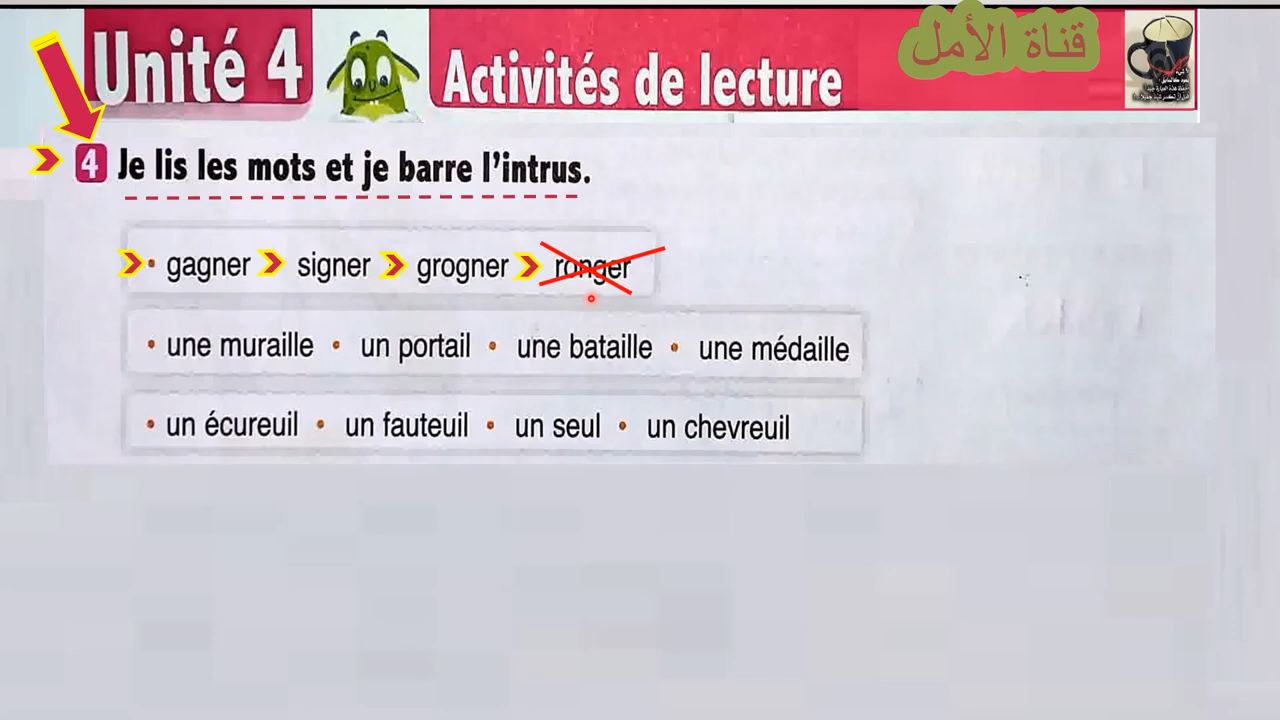 Unité 4
Activités de lecture
قناة الأمل
4 Je lis les mots et je barre l'intrus.
• gagner signer grogner ronger
• une muraille • un portail • une bataille • une médaille
• un écureuil • un fauteuil • un seul • un chevreuil